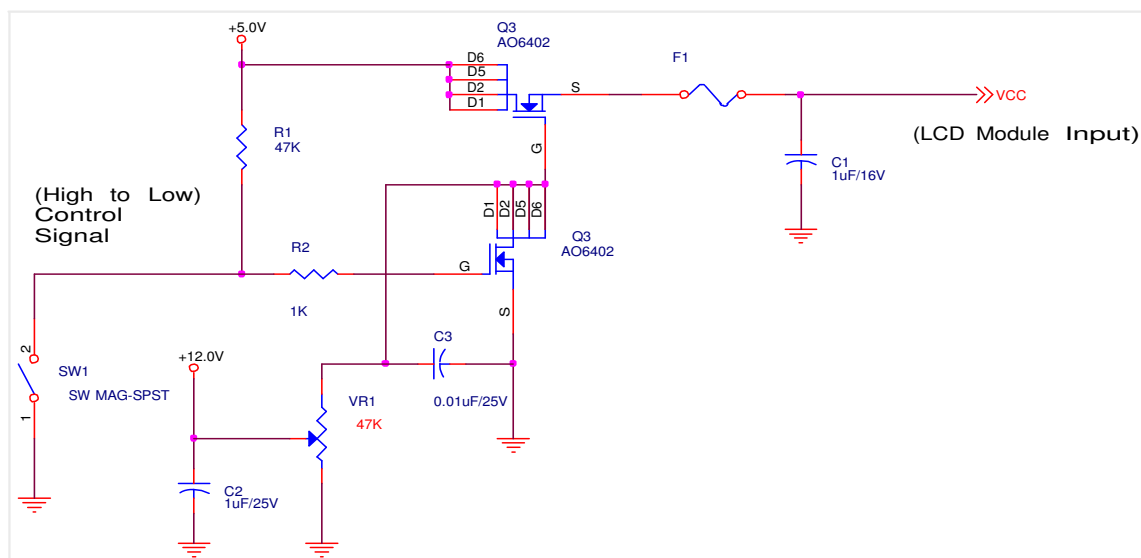 +5.0V
Q3
AO6402
D6
D5
D2
D1
S
G
F1
VCC
(LCD Module Input)
C1
1uF/16V
R1
47K
(High to Low)
Control
Signal
R2
1K
G
D1
D2
D5
D6
Q3
AO6402
S
C3
0.01uF/25V
2
SW1
SW MAG-SPST
1
+12.0V
VR1
47K
C2
1uF/25V